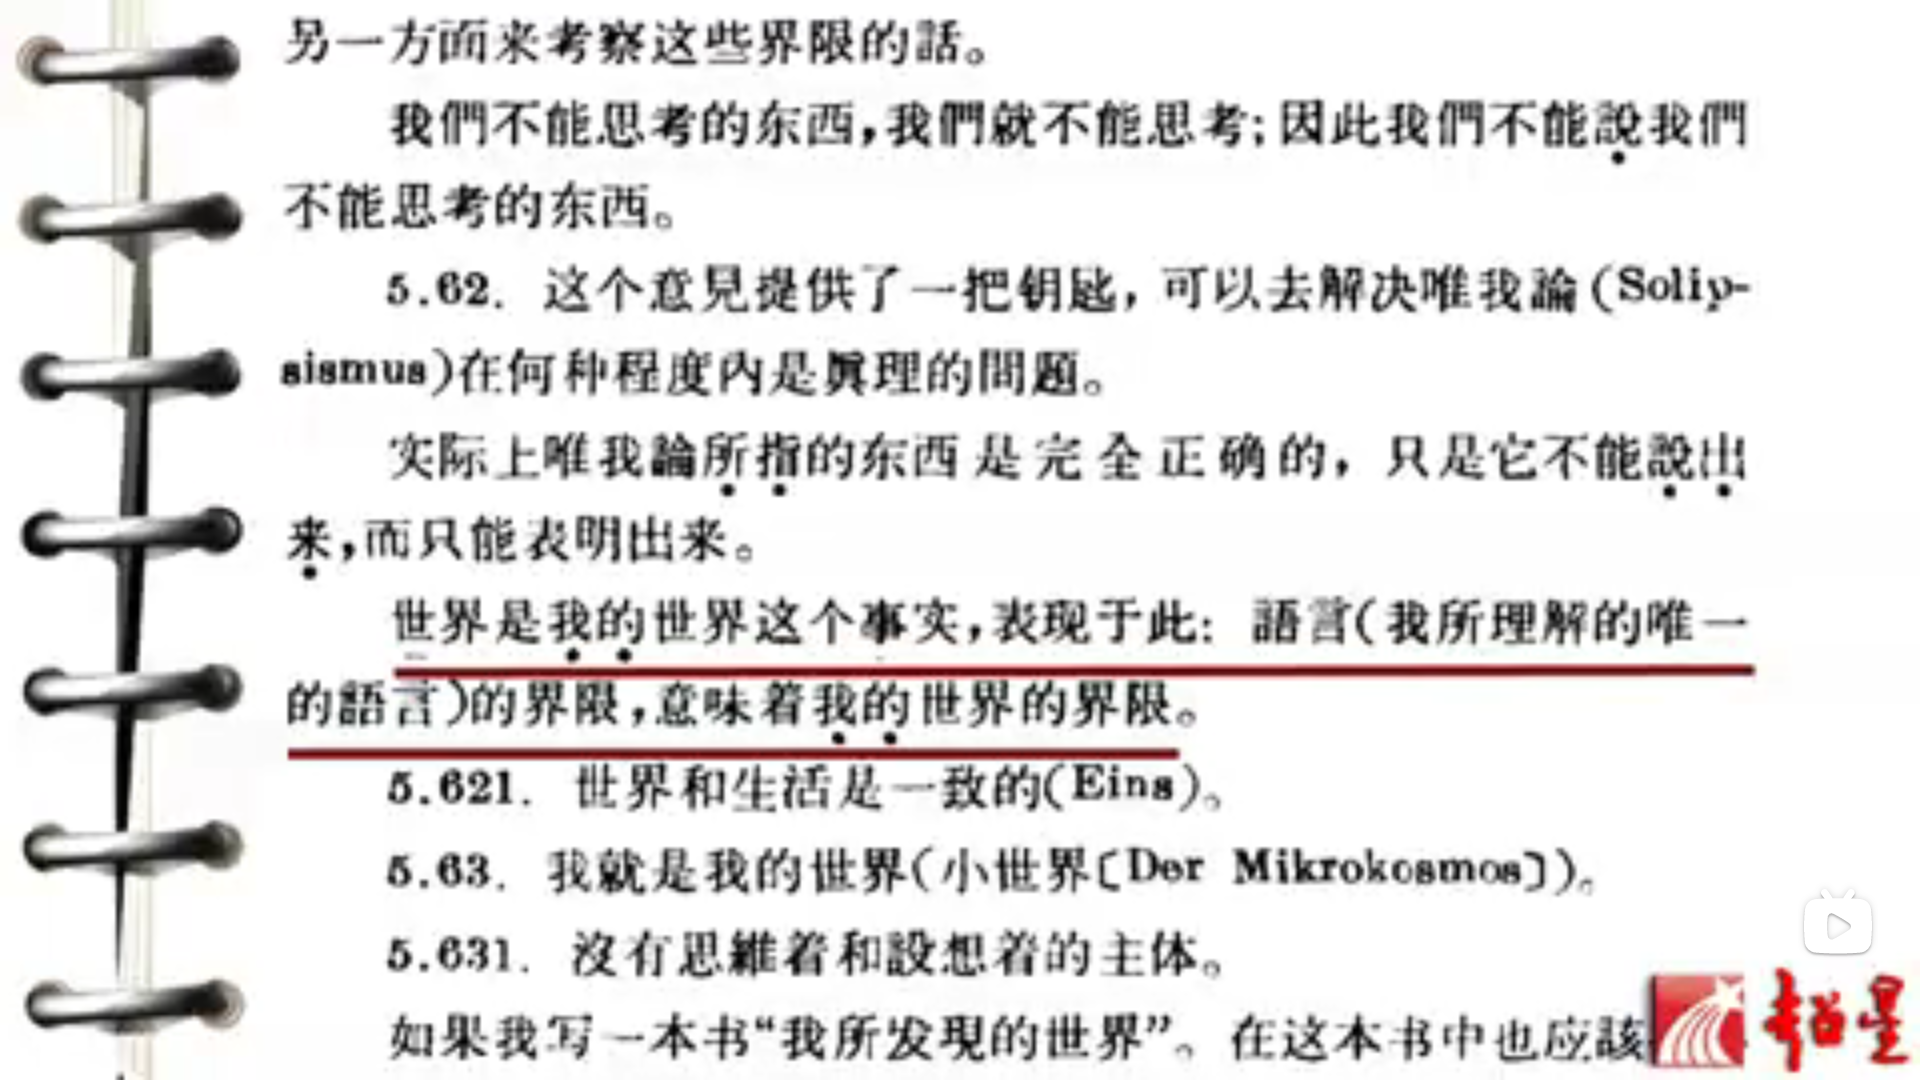 另一方面来考察这些界限的話。
我們不能思考的东西，我們就不能思考；因此我們不能說我們
不能思考的东西。
5.62. 这个意見提供了一把钥匙，可以去解决唯我論（Solip-
sismus)在何种程度內是眞理的問題。
实际上唯我論所指的东西是完全正确的，只是它不能說出
来，而只能表明出来。
世界是我的世界这个事实，表现于此：語言（我所理解的唯一
的語言）的界限，意味着我的世界的界限。
5.621. 世界和生活是一致的(Eins)。
5.63. 我就是我的世界（小世界〔Der Mikrokosmos〕）。
5.631. 沒有思維着和設想着的主体。
如果我写一本书“我所发現的世界”。在这本书中也应該
超星